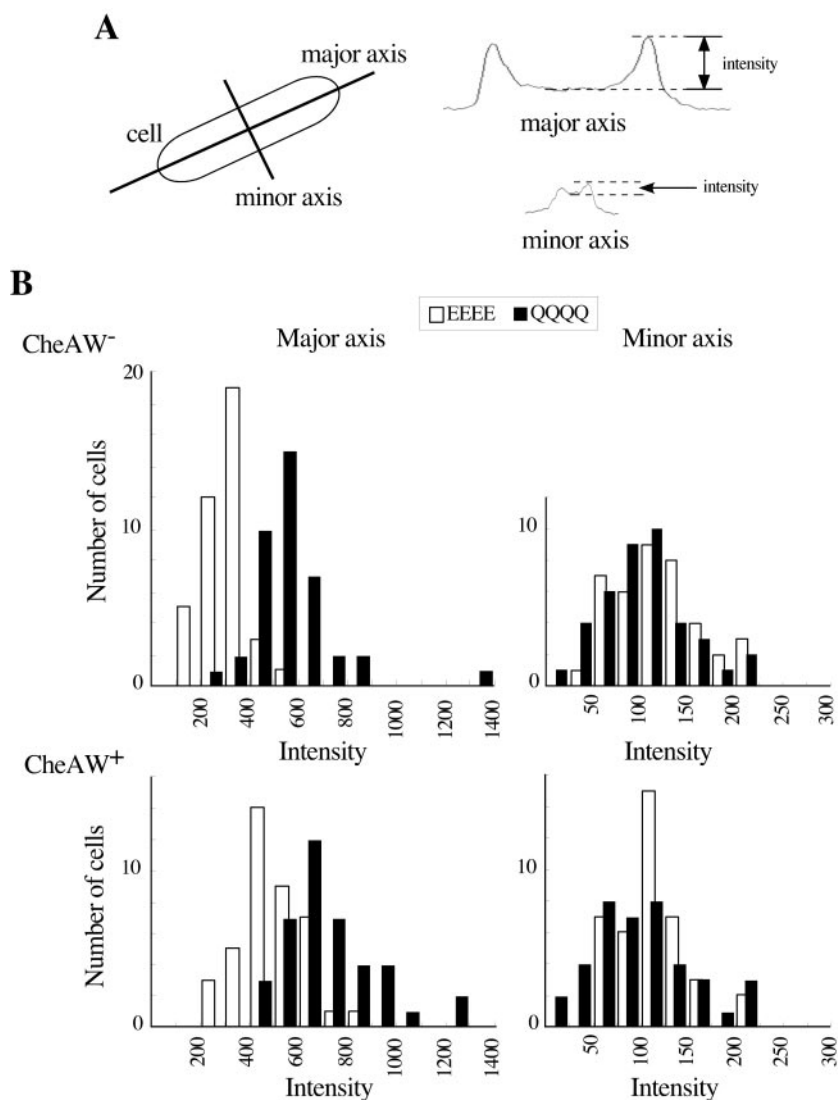 A
major axis
cell
minor axis
intensity
major axis
intensity
minor axis
B
EEEE QQQQ
CheAW- Major axis Minor axis
20
10
0
Number of cells
200 400 600 800 1000 1200 1400
Intensity
10
0
50 100 150 200 250 300
Intensity
CheAW+
10
0
Number of cells
200 400 600 800 1000 1200 1400
Intensity
10
0
50 100 150 200 250 300
Intensity